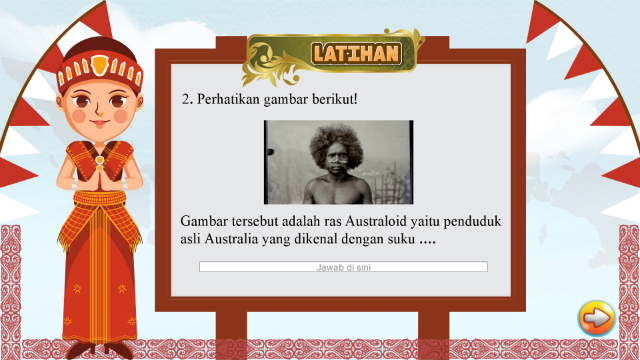 LATIHAN
2. Perhatikan gambar berikut!
Gambar tersebut adalah ras Australoid yaitu penduduk
asli Australia yang dikenal dengan suku ....
Jawab di sini